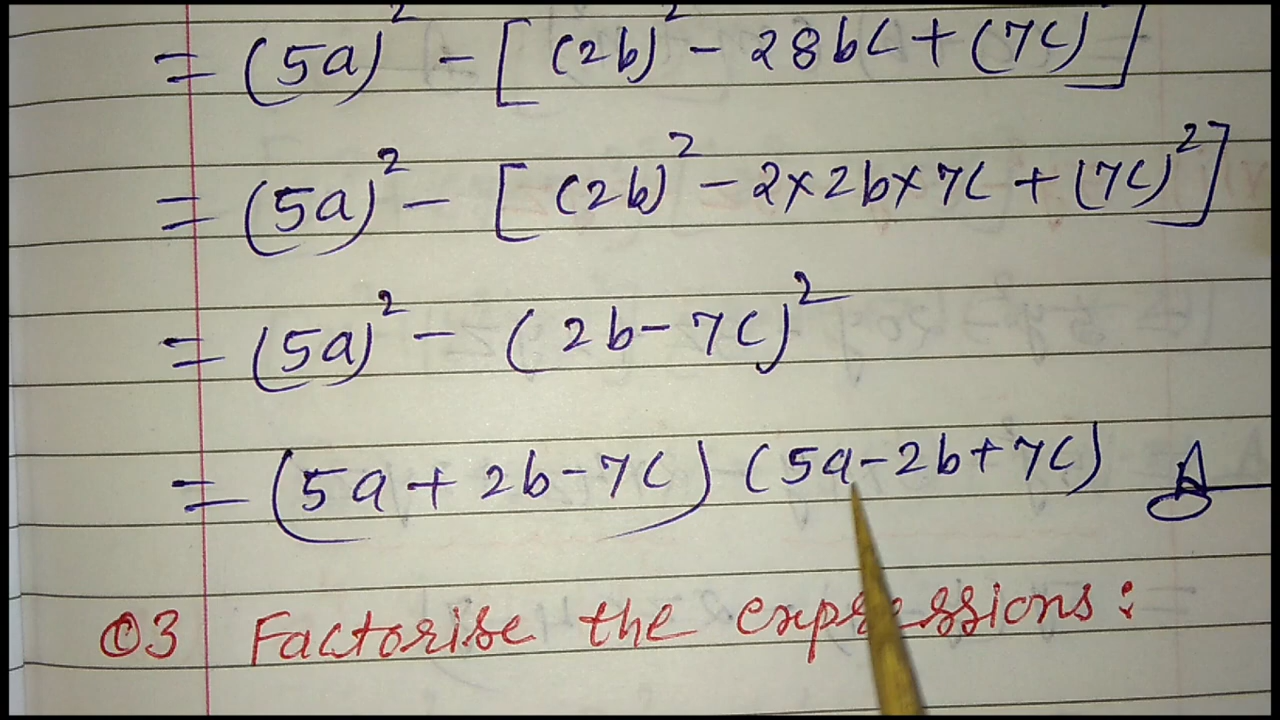 = (5a)² - [(2b)² - 28bc + (7c)²]
= (5a)² - [(2b)² - 2×2b×7c + (7c)²]
= (5a)² - (2b-7c)²
= (5a+2b-7c) (5a-2b+7c) A
Q3 Factorise the expressions: